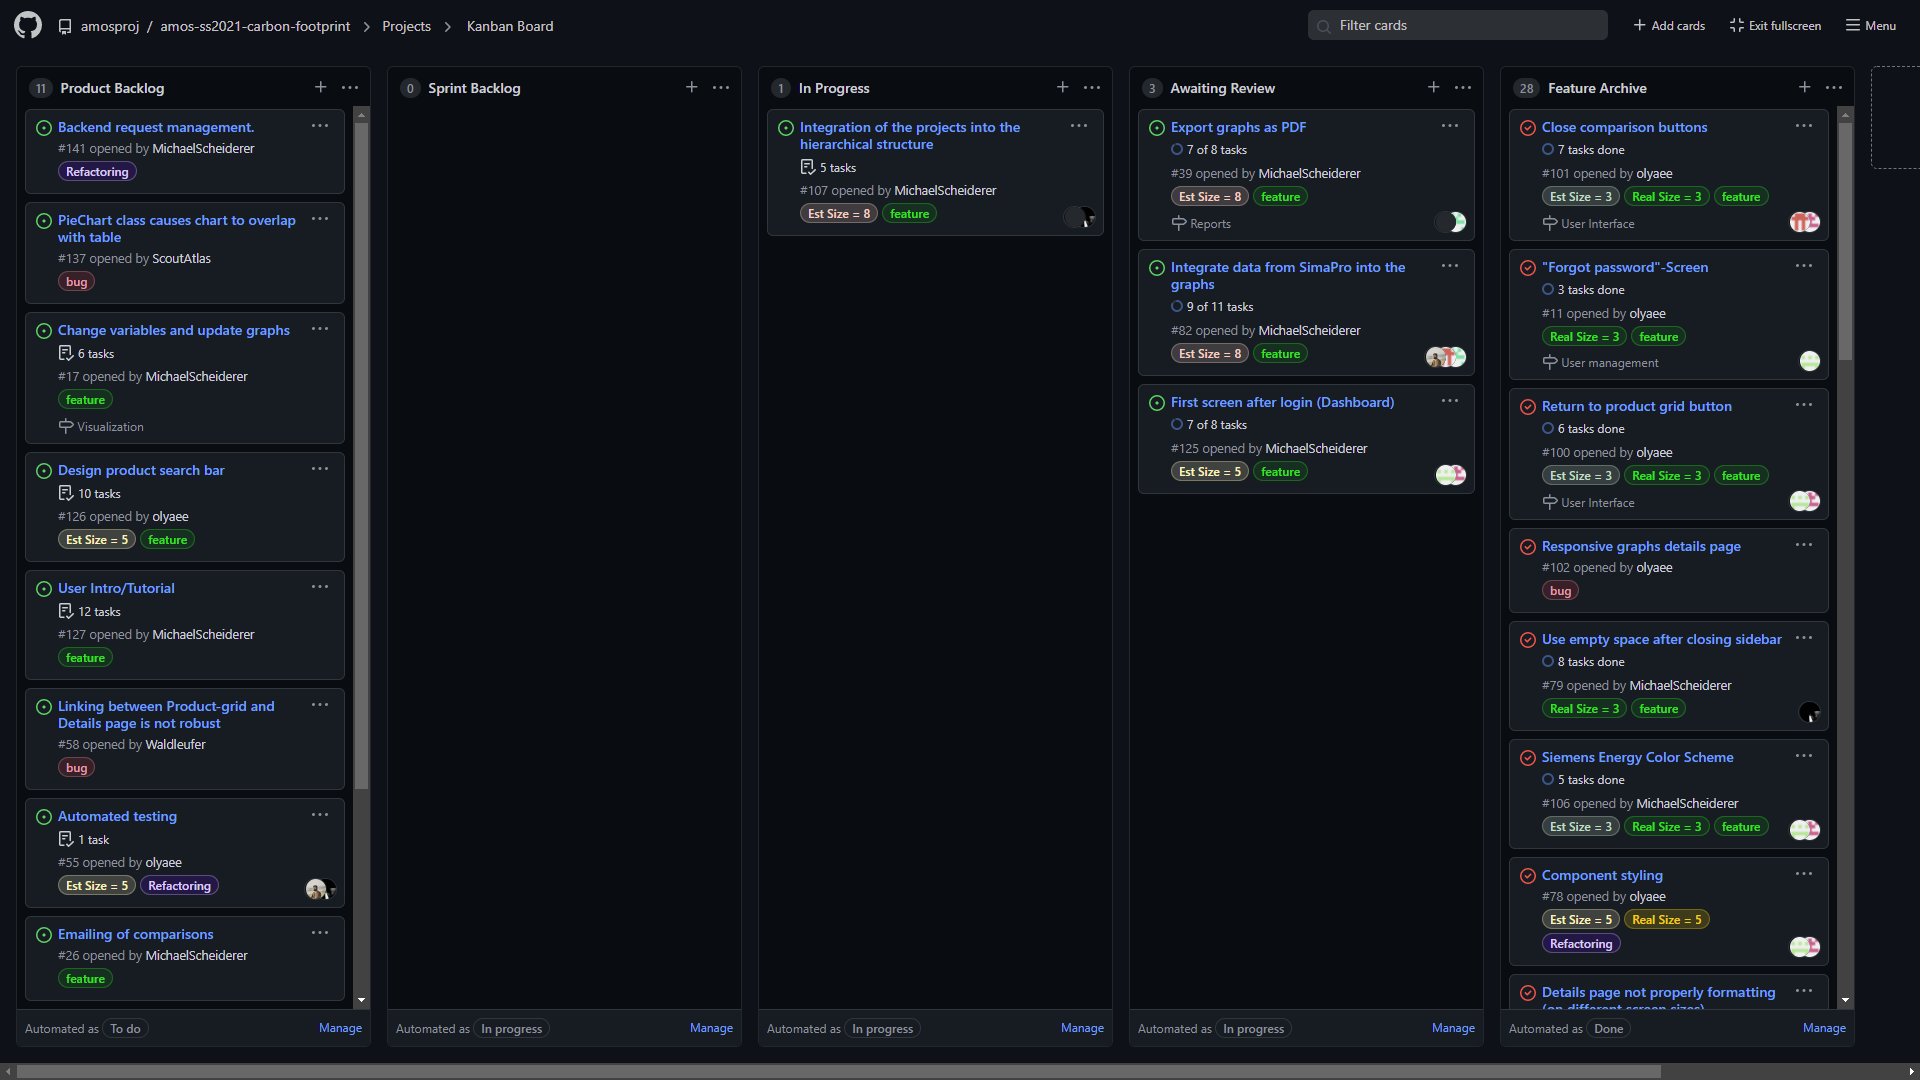 amosproj / amos-ss2021-carbon-footprint > Projects > Kanban Board
Filter cards
Add cards
Exit fullscreen
Menu
11 Product Backlog
Backend request management.
#141 opened by MichaelScheiderer
Refactoring
PieChart class causes chart to overlap
with table
#137 opened by ScoutAtlas
bug
Change variables and update graphs
6 tasks
#17 opened by MichaelScheiderer
feature
Visualization
Design product search bar
10 tasks
#126 opened by olyaee
Est Size = 5 feature
User Intro/Tutorial
12 tasks
#127 opened by MichaelScheiderer
feature
Linking between Product-grid and
Details page is not robust
#58 opened by Waldleufer
bug
Automated testing
1 task
#55 opened by olyaee
Est Size = 5 Refactoring
Emailing of comparisons
#26 opened by MichaelScheiderer
feature
Automated as To do Manage
0 Sprint Backlog
Automated as In progress Manage
1 In Progress
Integration of the projects into the
hierarchical structure
5 tasks
#107 opened by MichaelScheiderer
Est Size = 8 feature
Automated as In progress Manage
3 Awaiting Review
Export graphs as PDF
7 of 8 tasks
#39 opened by MichaelScheiderer
Est Size = 8 feature
Reports
Integrate data from SimaPro into the
graphs
9 of 11 tasks
#82 opened by MichaelScheiderer
Est Size = 8 feature
First screen after login (Dashboard)
7 of 8 tasks
#125 opened by MichaelScheiderer
Est Size = 5 feature
Automated as In progress Manage
28 Feature Archive
Close comparison buttons
7 tasks done
#101 opened by olyaee
Est Size = 3 Real Size = 3 feature
User Interface
"Forgot password"-Screen
3 tasks done
#11 opened by olyaee
Real Size = 3 feature
User management
Return to product grid button
6 tasks done
#100 opened by olyaee
Est Size = 3 Real Size = 3 feature
User Interface
Responsive graphs details page
#102 opened by olyaee
bug
Use empty space after closing sidebar
8 tasks done
#79 opened by MichaelScheiderer
Real Size = 3 feature
Siemens Energy Color Scheme
5 tasks done
#106 opened by MichaelScheiderer
Est Size = 3 Real Size = 3 feature
Component styling
#78 opened by olyaee
Est Size = 5 Real Size = 5
Refactoring
Details page not properly formatting
(on different screen sizes)
Automated as Done Manage